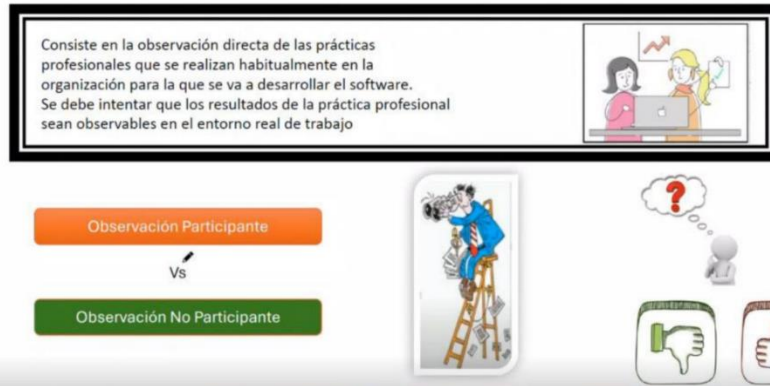 Consiste en la observación directa de las prácticas
profesionales que se realizan habitualmente en la
organización para la que se va a desarrollar el software.
Se debe intentar que los resultados de la práctica profesional
sean observables en el entorno real de trabajo
Observación Participante
Vs
Observación No Participante